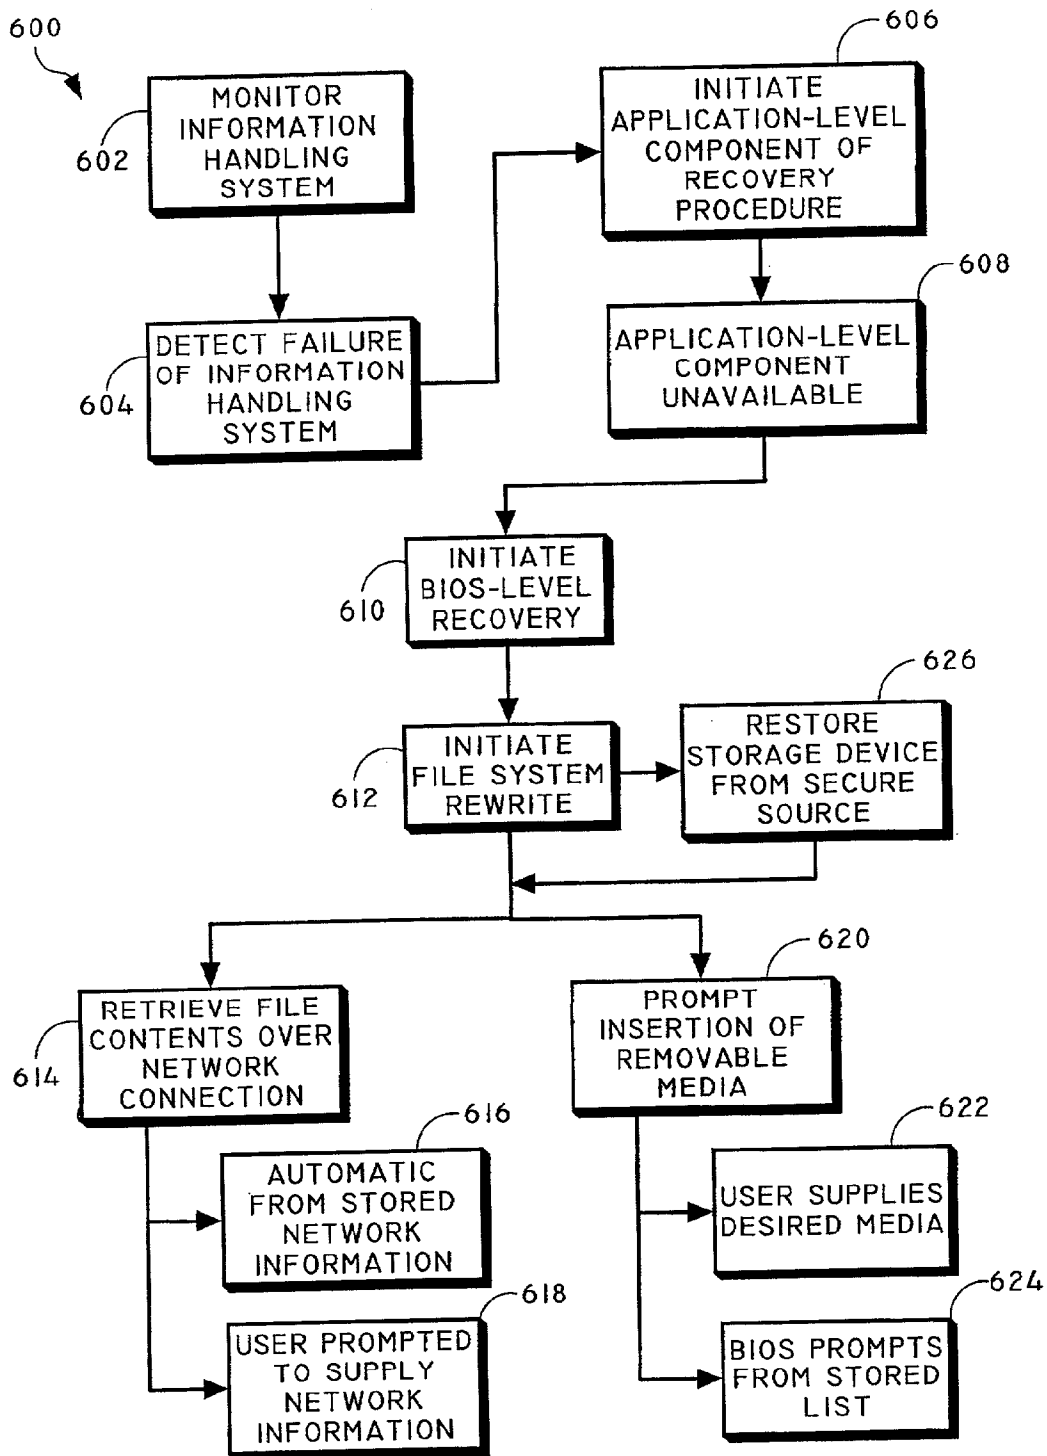 600
MONITOR
INFORMATION
HANDLING
SYSTEM
602
DETECT FAILURE
OF INFORMATION
HANDLING
SYSTEM
604
606
INITIATE
APPLICATION-LEVEL
COMPONENT OF
RECOVERY
PROCEDURE
608
APPLICATION-LEVEL
COMPONENT
UNAVAILABLE
INITIATE
BIOS-LEVEL
RECOVERY
610
INITIATE
FILE SYSTEM
REWRITE
612
626
RESTORE
STORAGE DEVICE
FROM SECURE
SOURCE
RETRIEVE FILE
CONTENTS OVER
NETWORK
CONNECTION
614
616
AUTOMATIC
FROM STORED
NETWORK
INFORMATION
618
USER PROMPTED
TO SUPPLY
NETWORK
INFORMATION
620
PROMPT
INSERTION OF
REMOVABLE
MEDIA
622
USER SUPPLIES
DESIRED MEDIA
624
BIOS PROMPTS
FROM STORED
LIST